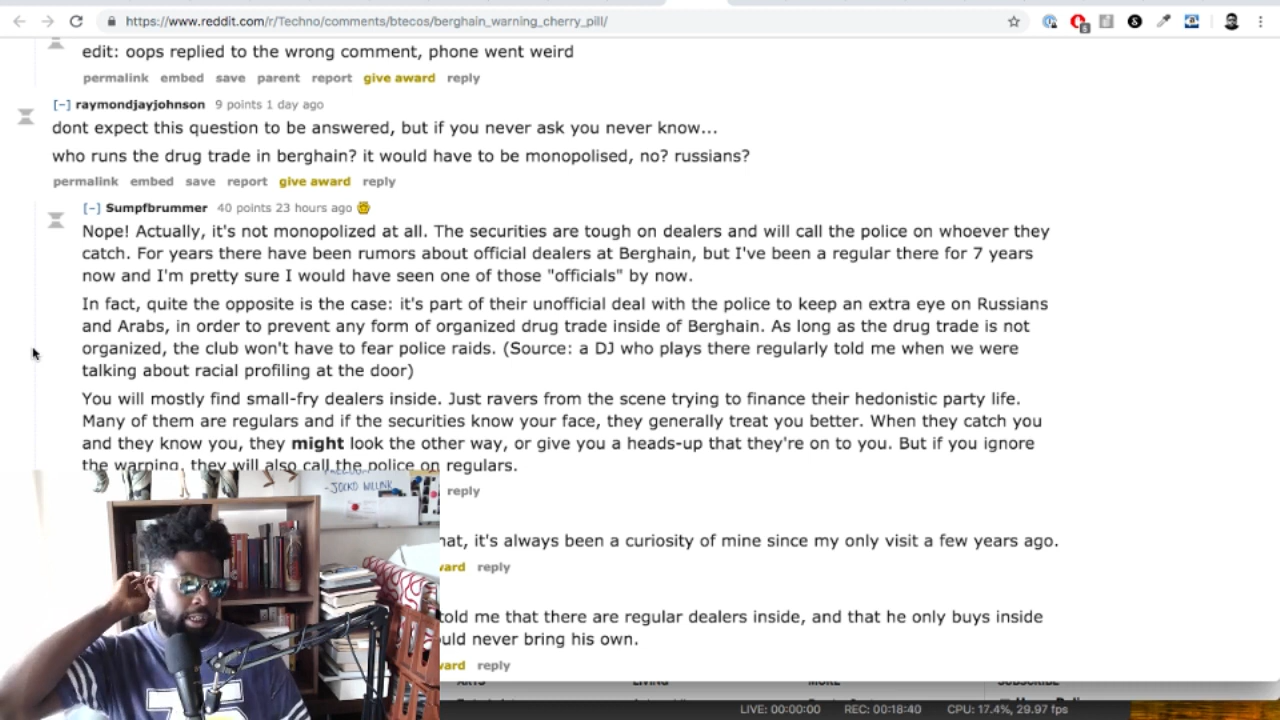 https://www.reddit.com/r/Techno/comments/btecos/berghain_warning_cherry_pill/
edit: oops replied to the wrong comment, phone went weird
permalink embed save parent report give award reply
[–] raymondjayjohnson 9 points 1 day ago
dont expect this question to be answered, but if you never ask you never know...
who runs the drug trade in berghain? it would have to be monopolised, no? russians?
permalink embed save report give award reply
[–] Sumpfbrummer 40 points 23 hours ago
Nope! Actually, it's not monopolized at all. The securities are tough on dealers and will call the police on whoever they
catch. For years there have been rumors about official dealers at Berghain, but I've been a regular there for 7 years
now and I'm pretty sure I would have seen one of those "officials" by now.
In fact, quite the opposite is the case: it's part of their unofficial deal with the police to keep an extra eye on Russians
and Arabs, in order to prevent any form of organized drug trade inside of Berghain. As long as the drug trade is not
organized, the club won't have to fear police raids. (Source: a DJ who plays there regularly told me when we were
talking about racial profiling at the door)
You will mostly find small-fry dealers inside. Just ravers from the scene trying to finance their hedonistic party life.
Many of them are regulars and if the securities know your face, they generally treat you better. When they catch you
and they know you, they might look the other way, or give you a heads-up that they're on to you. But if you ignore
the warning, they will also call the police on regulars.
- JOCKO WILLINK
reply
hat, it's always been a curiosity of mine since my only visit a few years ago.
ward reply
told me that there are regular dealers inside, and that he only buys inside
uld never bring his own.
ward reply
ARTS LIVING MORE SUBSCRIBE
LIVE: 00:00:00 REC: 00:18:40 CPU: 17.4%, 29.97 fps